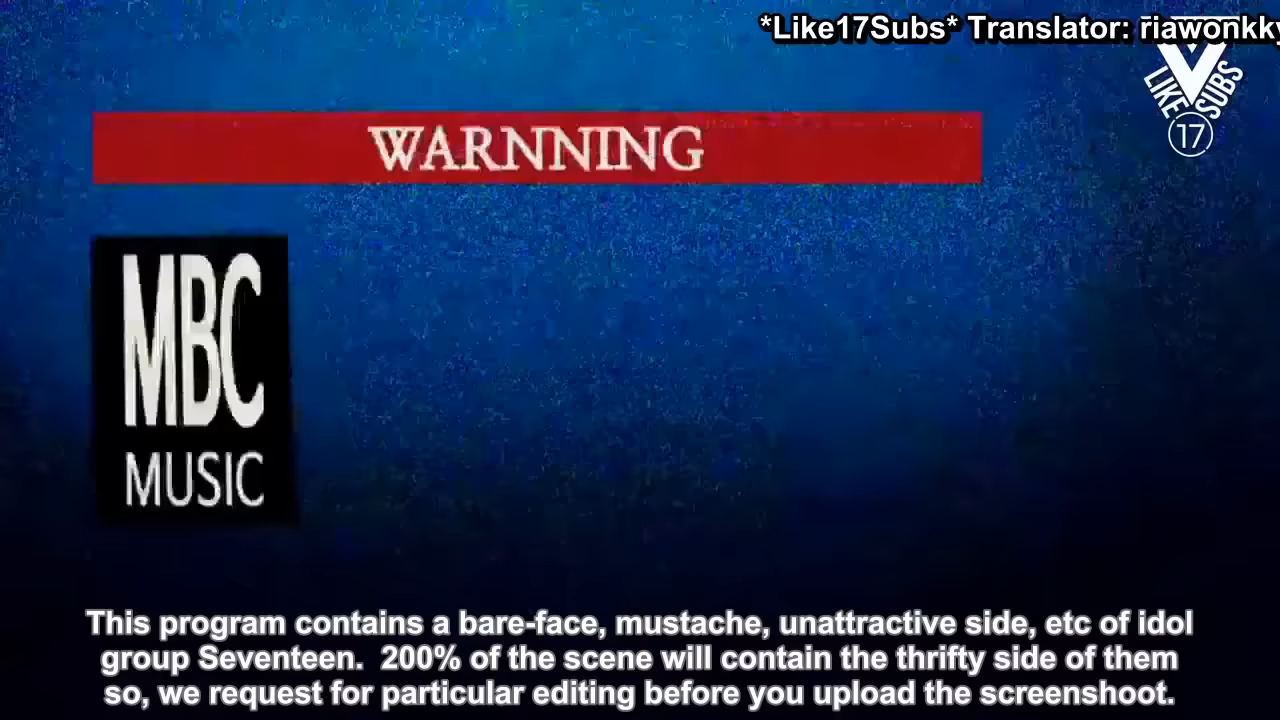 *Like17Subs* Translator: riawonkky
LIKE SUBS
17
WARNNING
MBC
MUSIC
This program contains a bare-face, mustache, unattractive side, etc of idol
group Seventeen. 200% of the scene will contain the thrifty side of them
so, we request for particular editing before you upload the screenshoot.